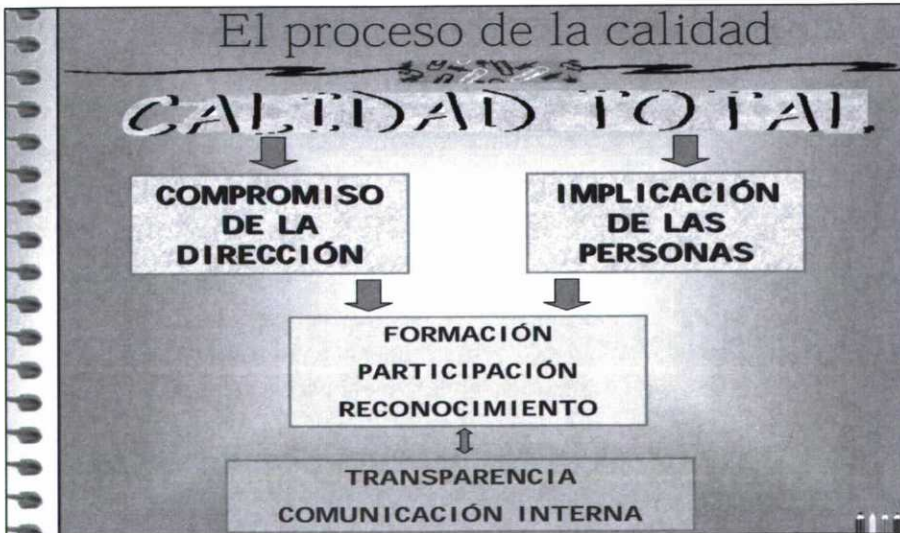 El proceso de la calidad
CALIDAD TOTAL
COMPROMISO
DE LA
DIRECCIÓN
IMPLICACIÓN
DE LAS
PERSONAS
FORMACIÓN
PARTICIPACIÓN
RECONOCIMIENTO
TRANSPARENCIA
COMUNICACIÓN INTERNA